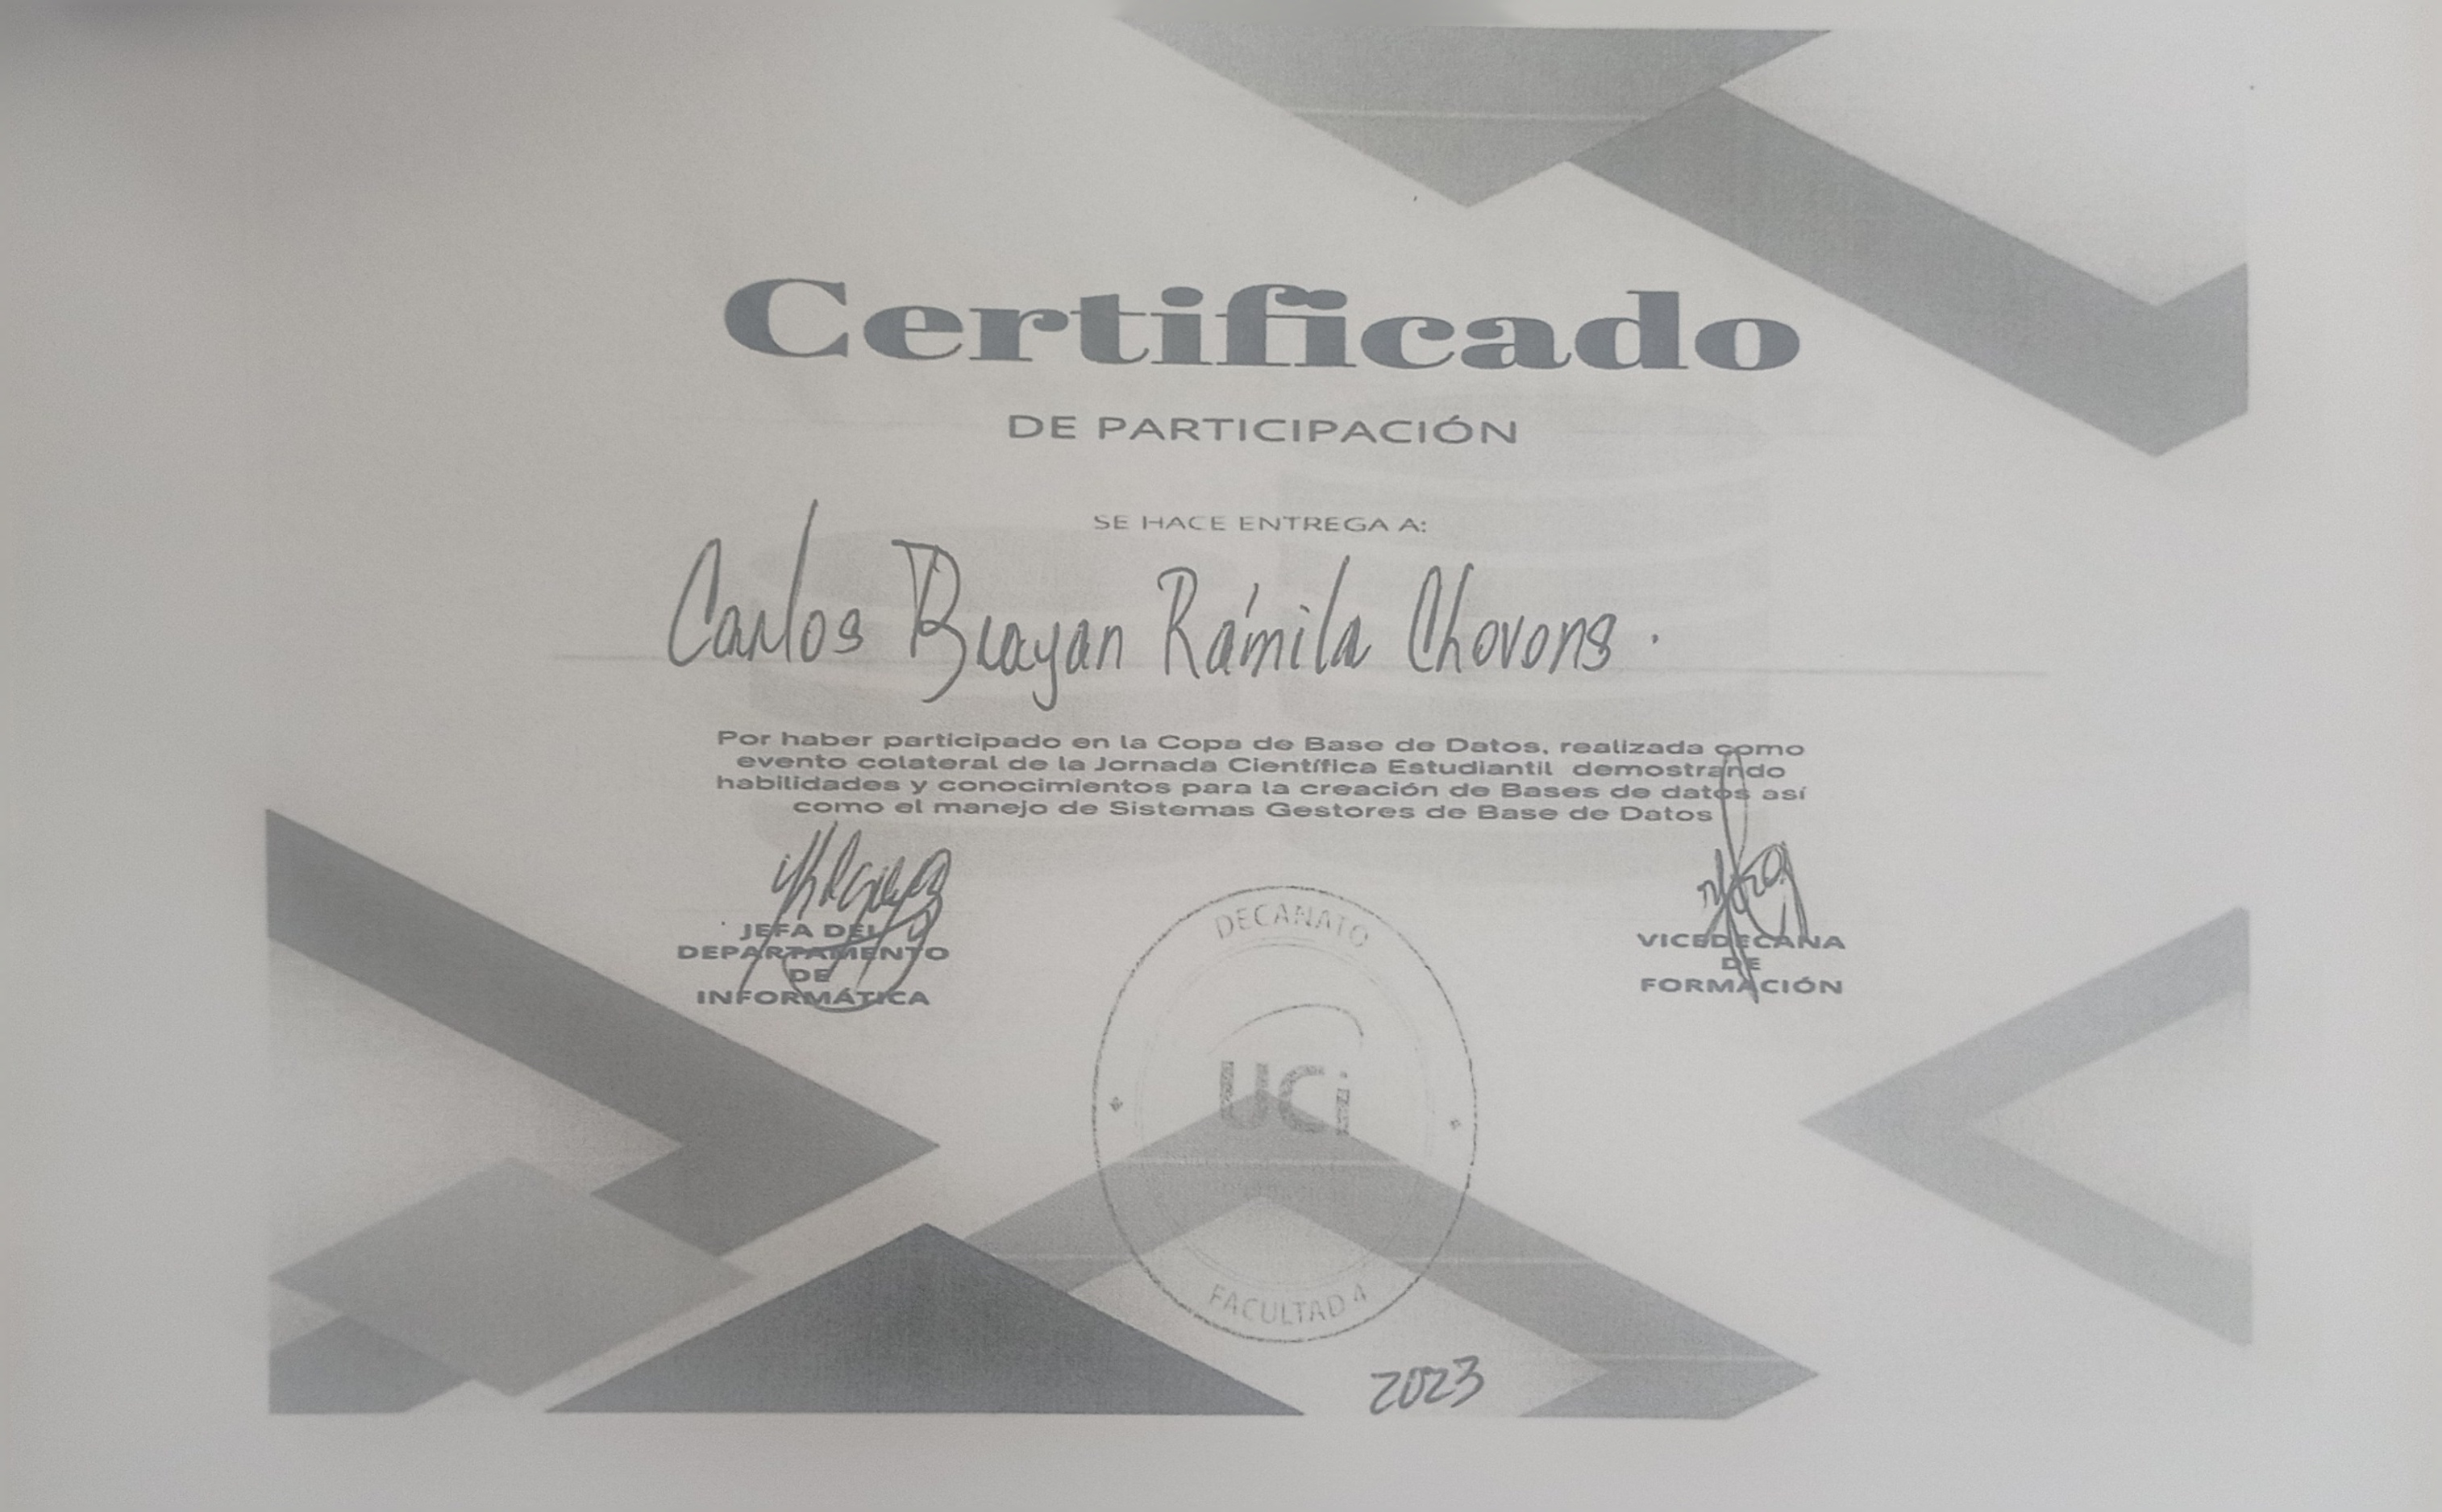 Certificado
DE PARTICIPACIÓN
SE HACE ENTREGA A:
Carlos Brayan Rámila Chovons.
Por haber participado en la Copa de Base de Datos, realizada como
evento colateral de la Jornada Científica Estudiantil demostrando
habilidades y conocimientos para la creación de Bases de datos así
como el manejo de Sistemas Gestores de Base de Datos
JEFA DEL
DEPARTAMENTO
DE
INFORMÁTICA
VICEDECANA
DE
FORMACIÓN
DECANATO
UCi
FACULTAD 4
2023